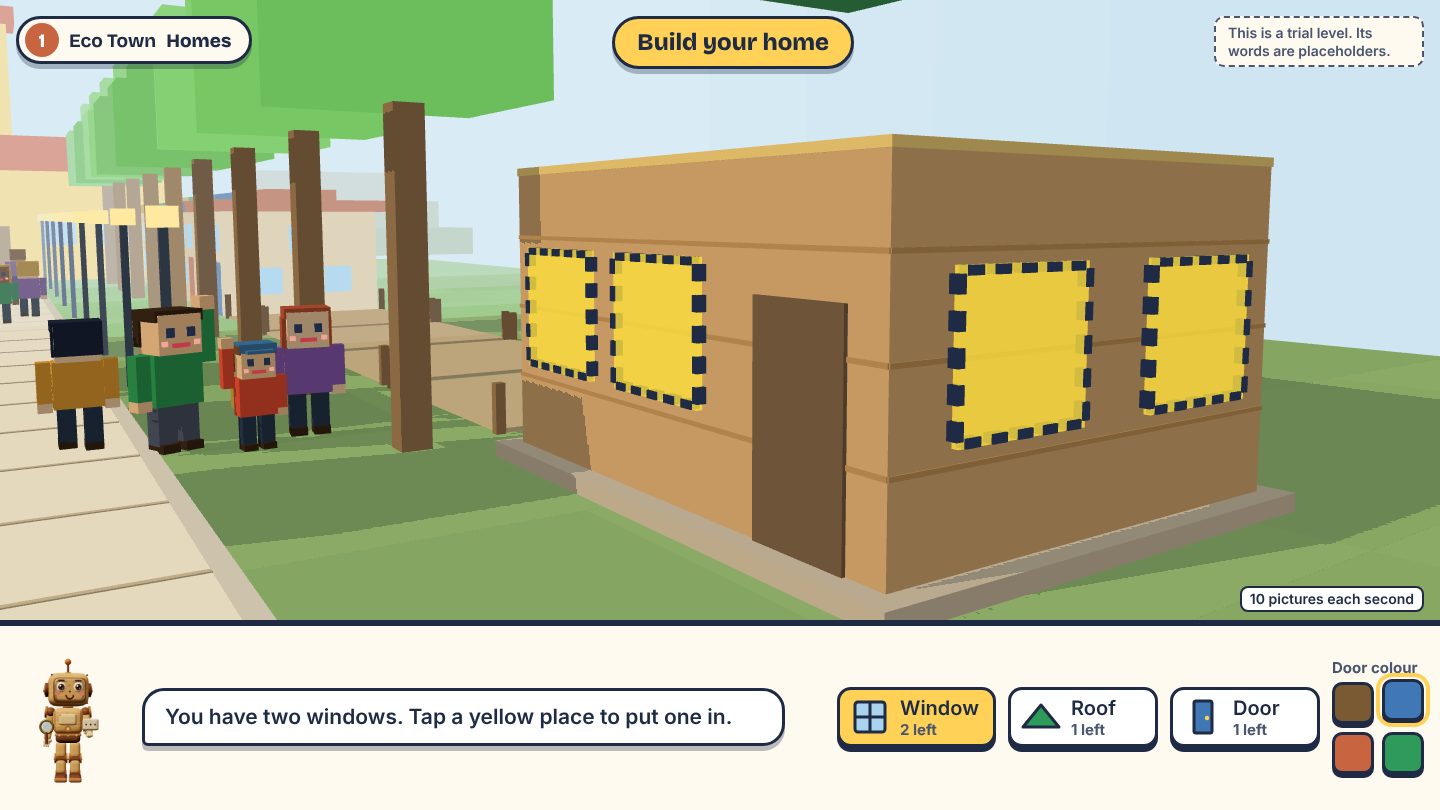 1 Eco Town Homes
Build your home
This is a trial level. Its
words are placeholders.
10 pictures each second
You have two windows. Tap a yellow place to put one in.
Window
2 left
Roof
1 left
Door
1 left
Door colour